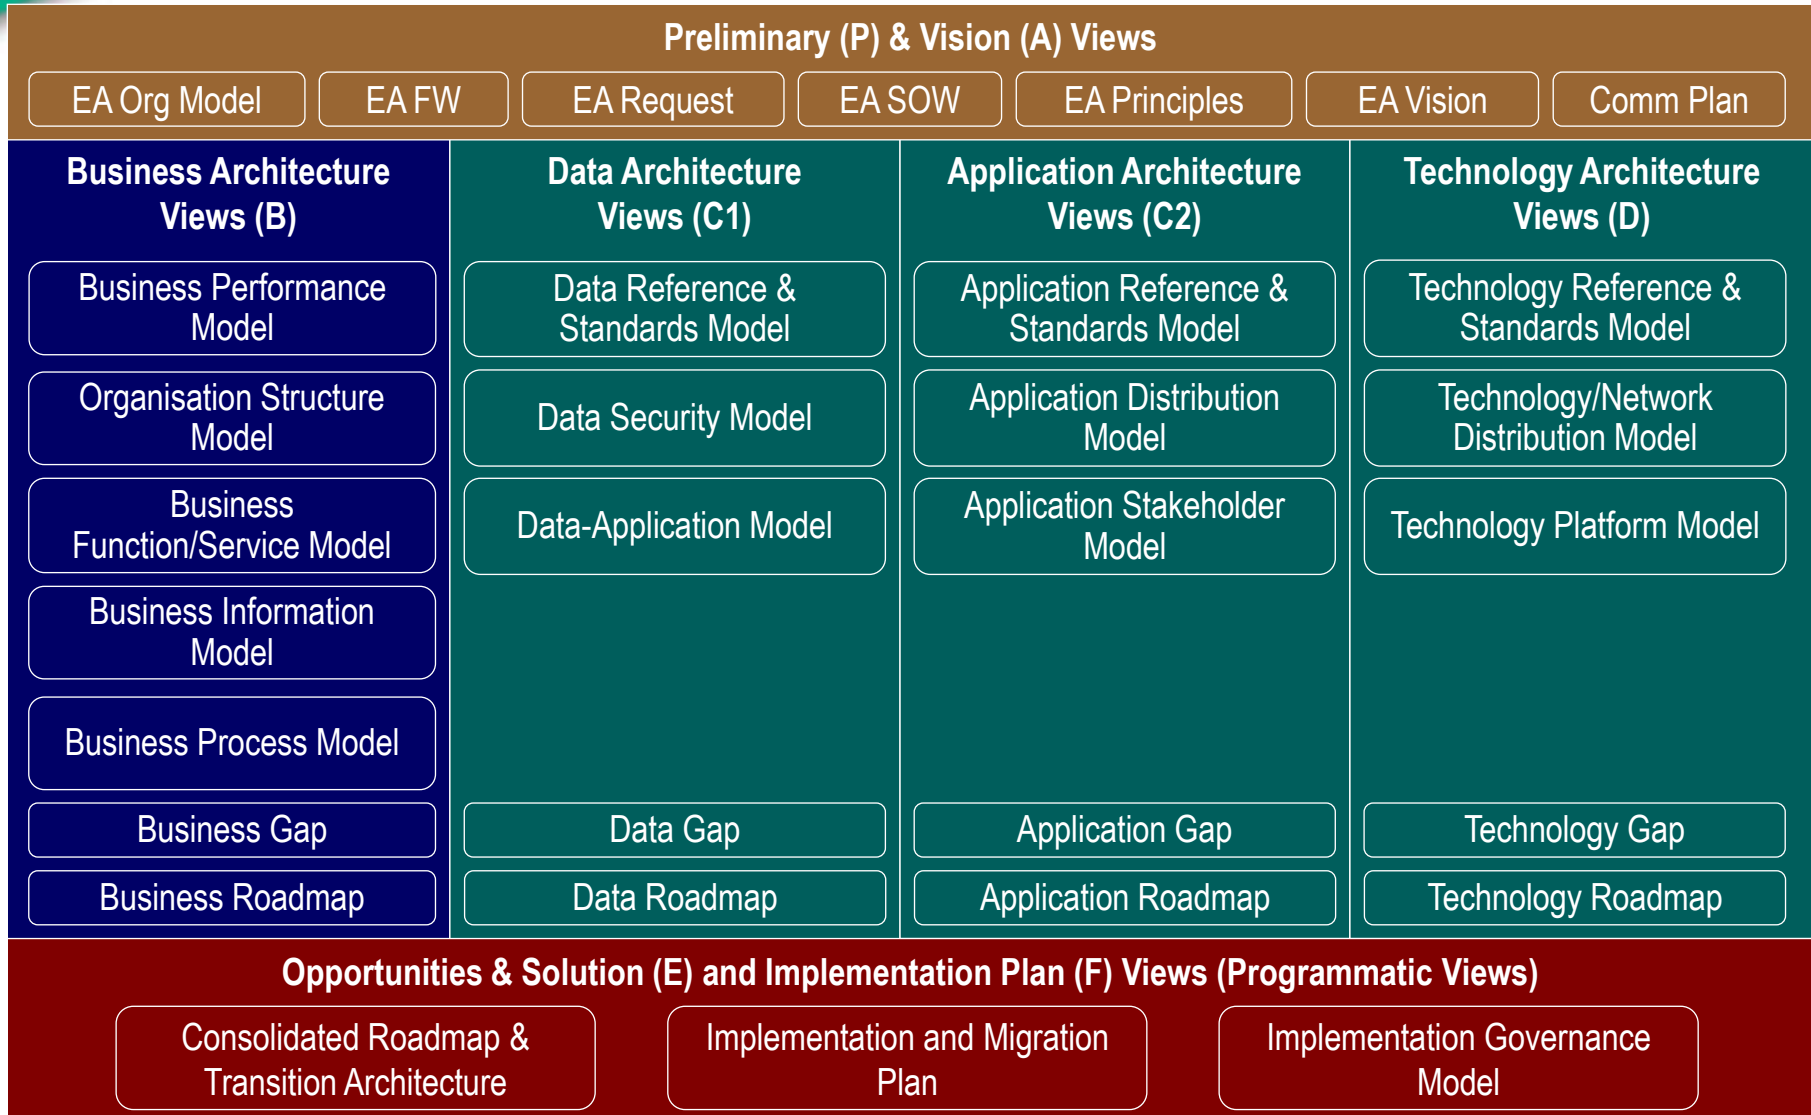 Preliminary (P) & Vision (A) Views
EA Org Model
EA FW
EA Request
EA SOW
EA Principles
EA Vision
Comm Plan
Business Architecture
Views (B)
Business Performance
Model
Organisation Structure
Model
Business
Function/Service Model
Business Information
Model
Business Process Model
Business Gap
Business Roadmap
Data Architecture
Views (C1)
Data Reference &
Standards Model
Data Security Model
Data-Application Model
Data Gap
Data Roadmap
Application Architecture
Views (C2)
Application Reference &
Standards Model
Application Distribution
Model
Application Stakeholder
Model
Application Gap
Application Roadmap
Technology Architecture
Views (D)
Technology Reference &
Standards Model
Technology/Network
Distribution Model
Technology Platform Model
Technology Gap
Technology Roadmap
Opportunities & Solution (E) and Implementation Plan (F) Views (Programmatic Views)
Consolidated Roadmap &
Transition Architecture
Implementation and Migration
Plan
Implementation Governance
Model